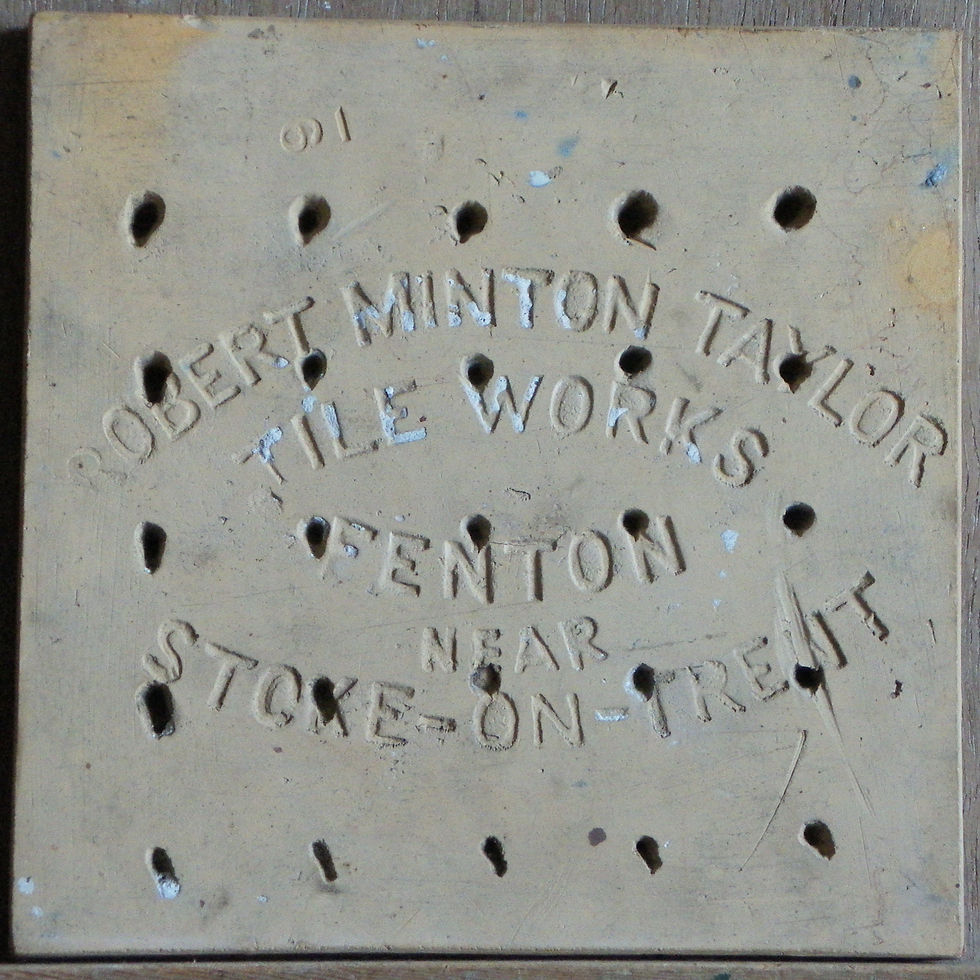 91
ROBERT MINTON TAYLOR
TILE WORKS
FENTON
NEAR
STOKE-ON-TRENT